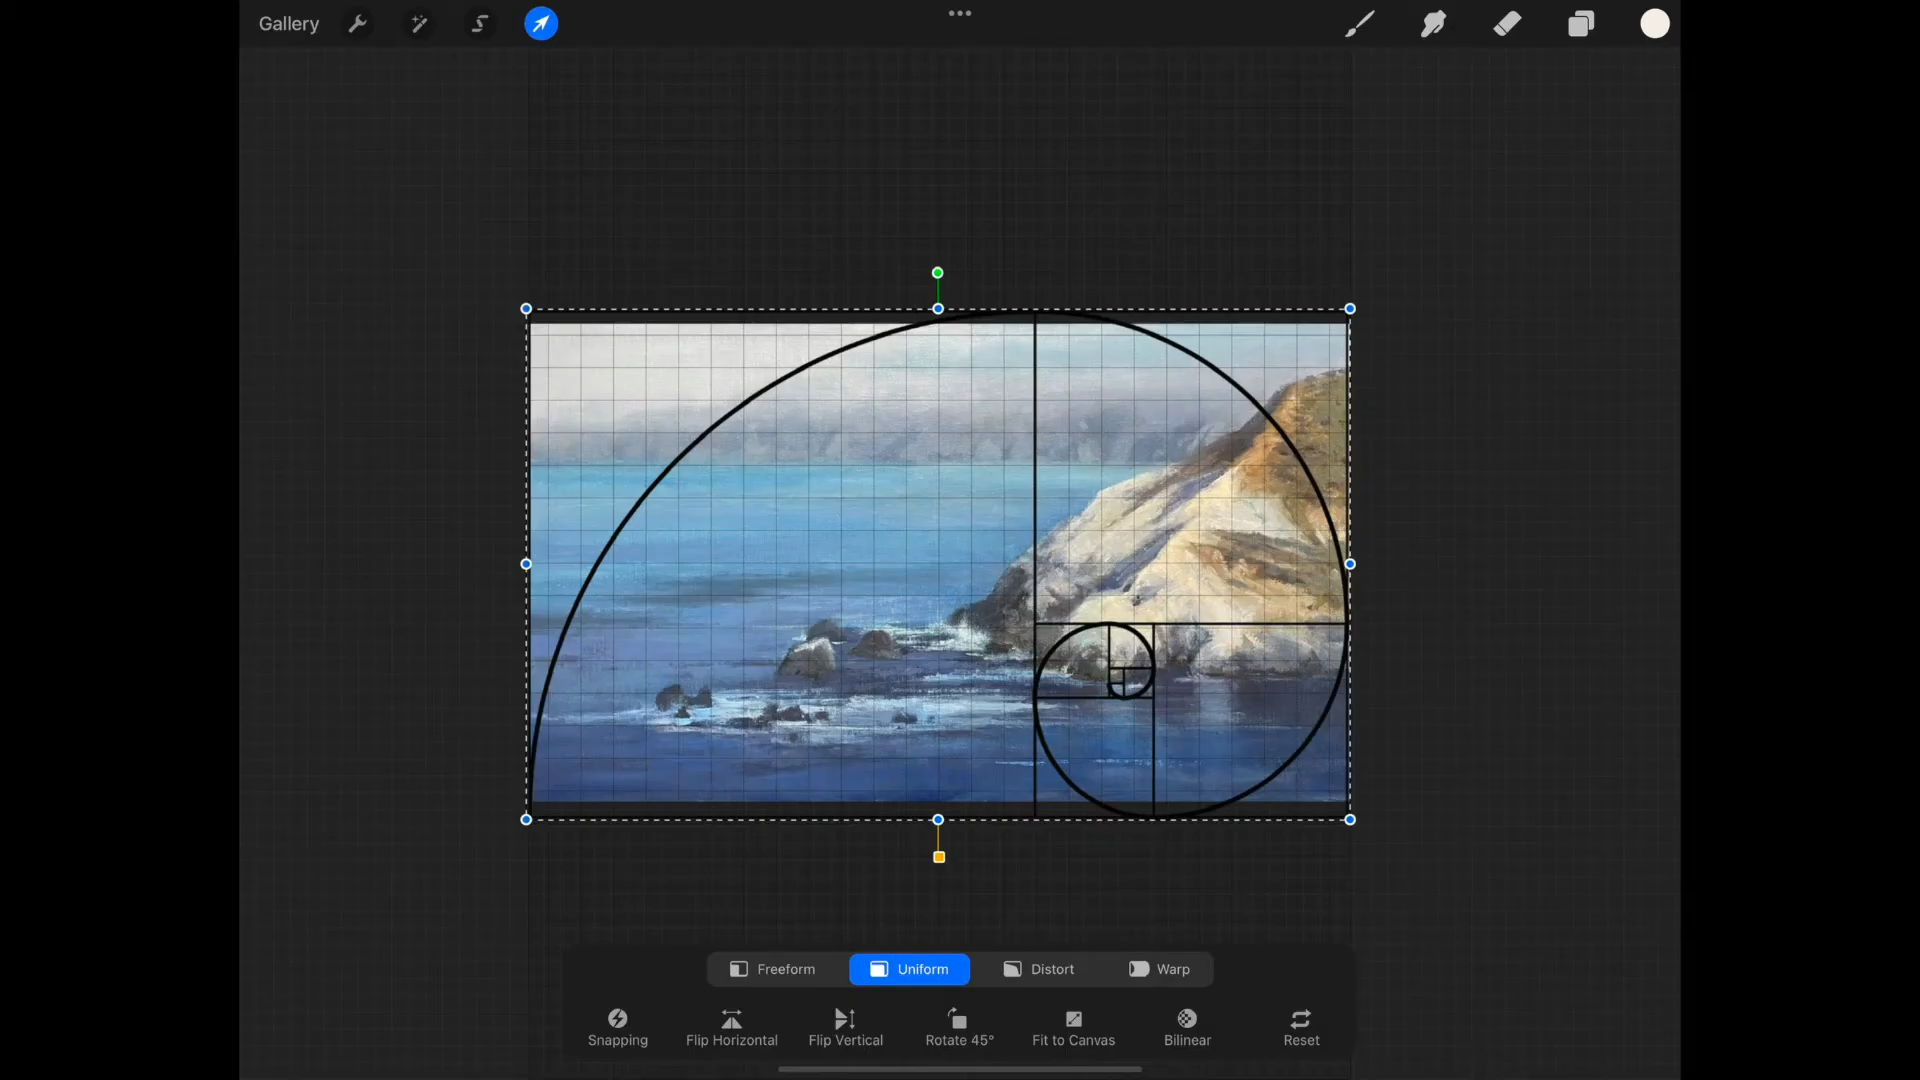 Gallery
Freeform Uniform Distort Warp
Snapping Flip Horizontal Flip Vertical Rotate 45° Fit to Canvas Bilinear Reset